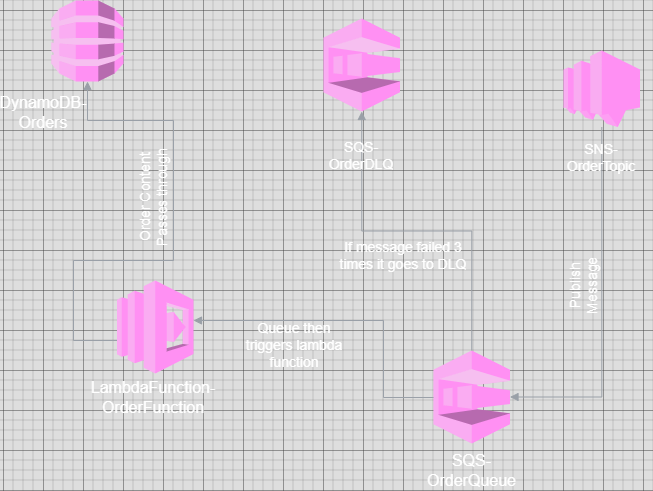 DynamoDB-
Orders
SQS-
OrderDLQ
SNS-
OrderTopic
Order Content
Passes through
If message failed 3
times it goes to DLQ
Publish
Message
Queue then
triggers lambda
function
LambdaFunction-
OrderFunction
SQS-
OrderQueue